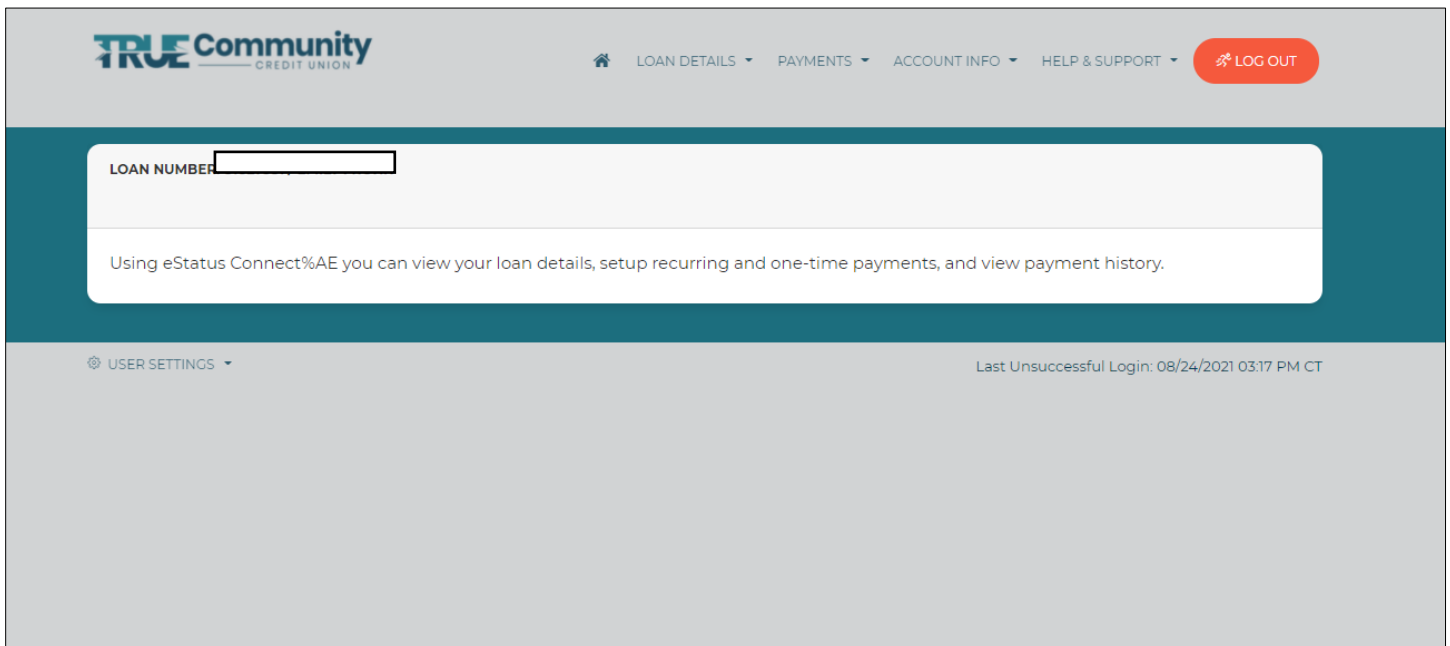 TRUE Community
CREDIT UNION
LOAN DETAILS PAYMENTS ACCOUNT INFO HELP & SUPPORT LOG OUT
LOAN NUMBER
Using eStatus Connect%AE you can view your loan details, setup recurring and one-time payments, and view payment history.
USER SETTINGS Last Unsuccessful Login: 08/24/2021 03:17 PM CT